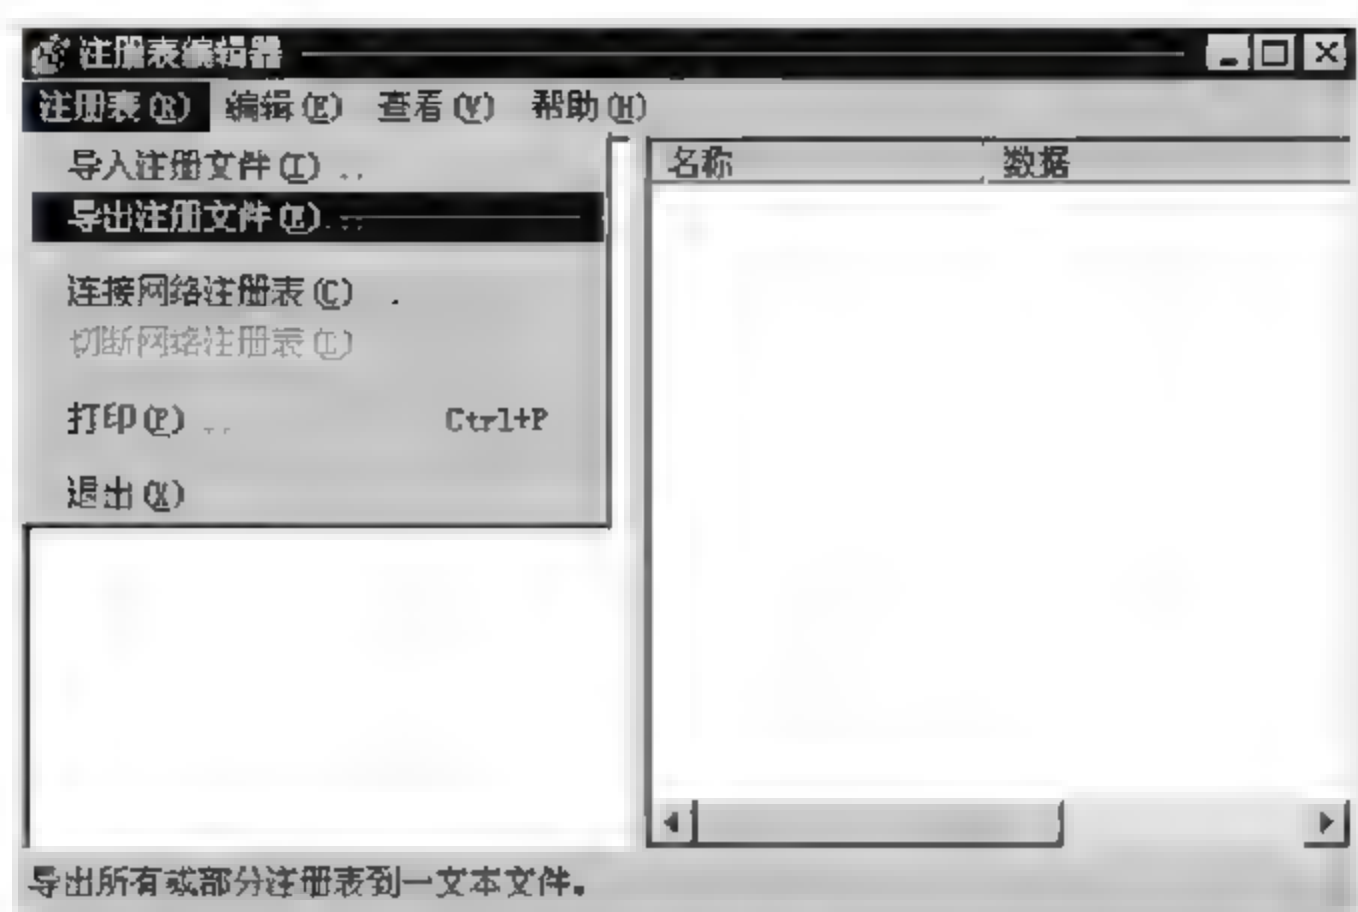 注册表编辑器
注册表(R) 编辑(E) 查看(V) 帮助(H)
导入注册文件(I)...
导出注册文件(E)...
连接网络注册表(C)...
切断网络注册表(D)
打印(P)... Ctrl+P
退出(X)
名称 数据
导出所有或部分注册表到一文本文件。